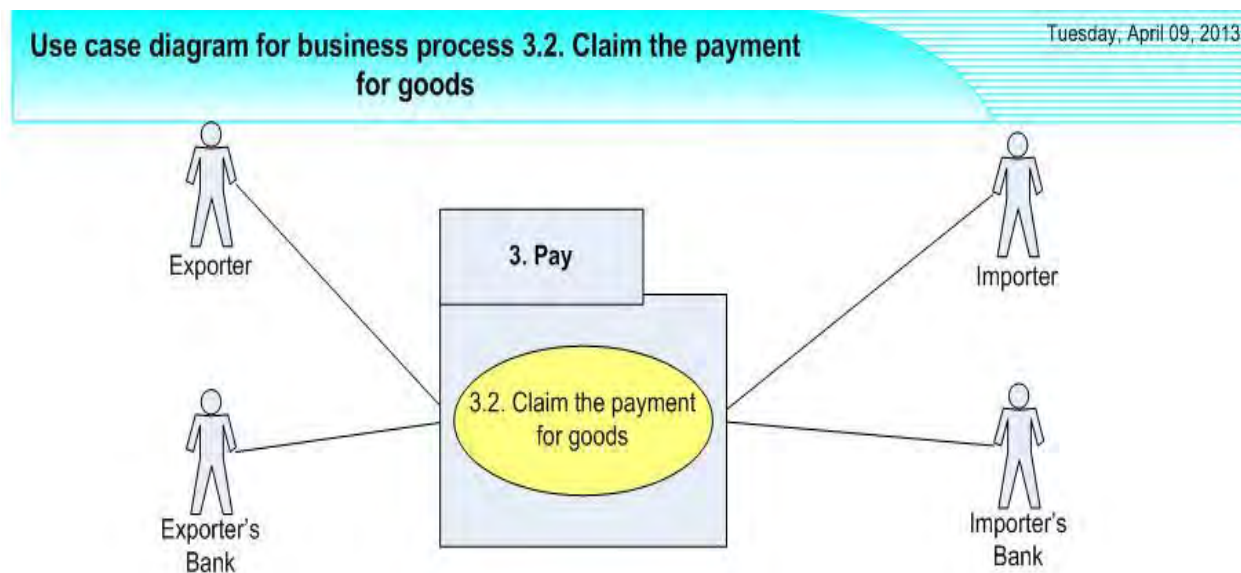 Use case diagram for business process 3.2. Claim the payment
for goods
Tuesday, April 09, 2013
Exporter
Importer
3. Pay
3.2. Claim the payment
for goods
Exporter's
Bank
Importer's
Bank